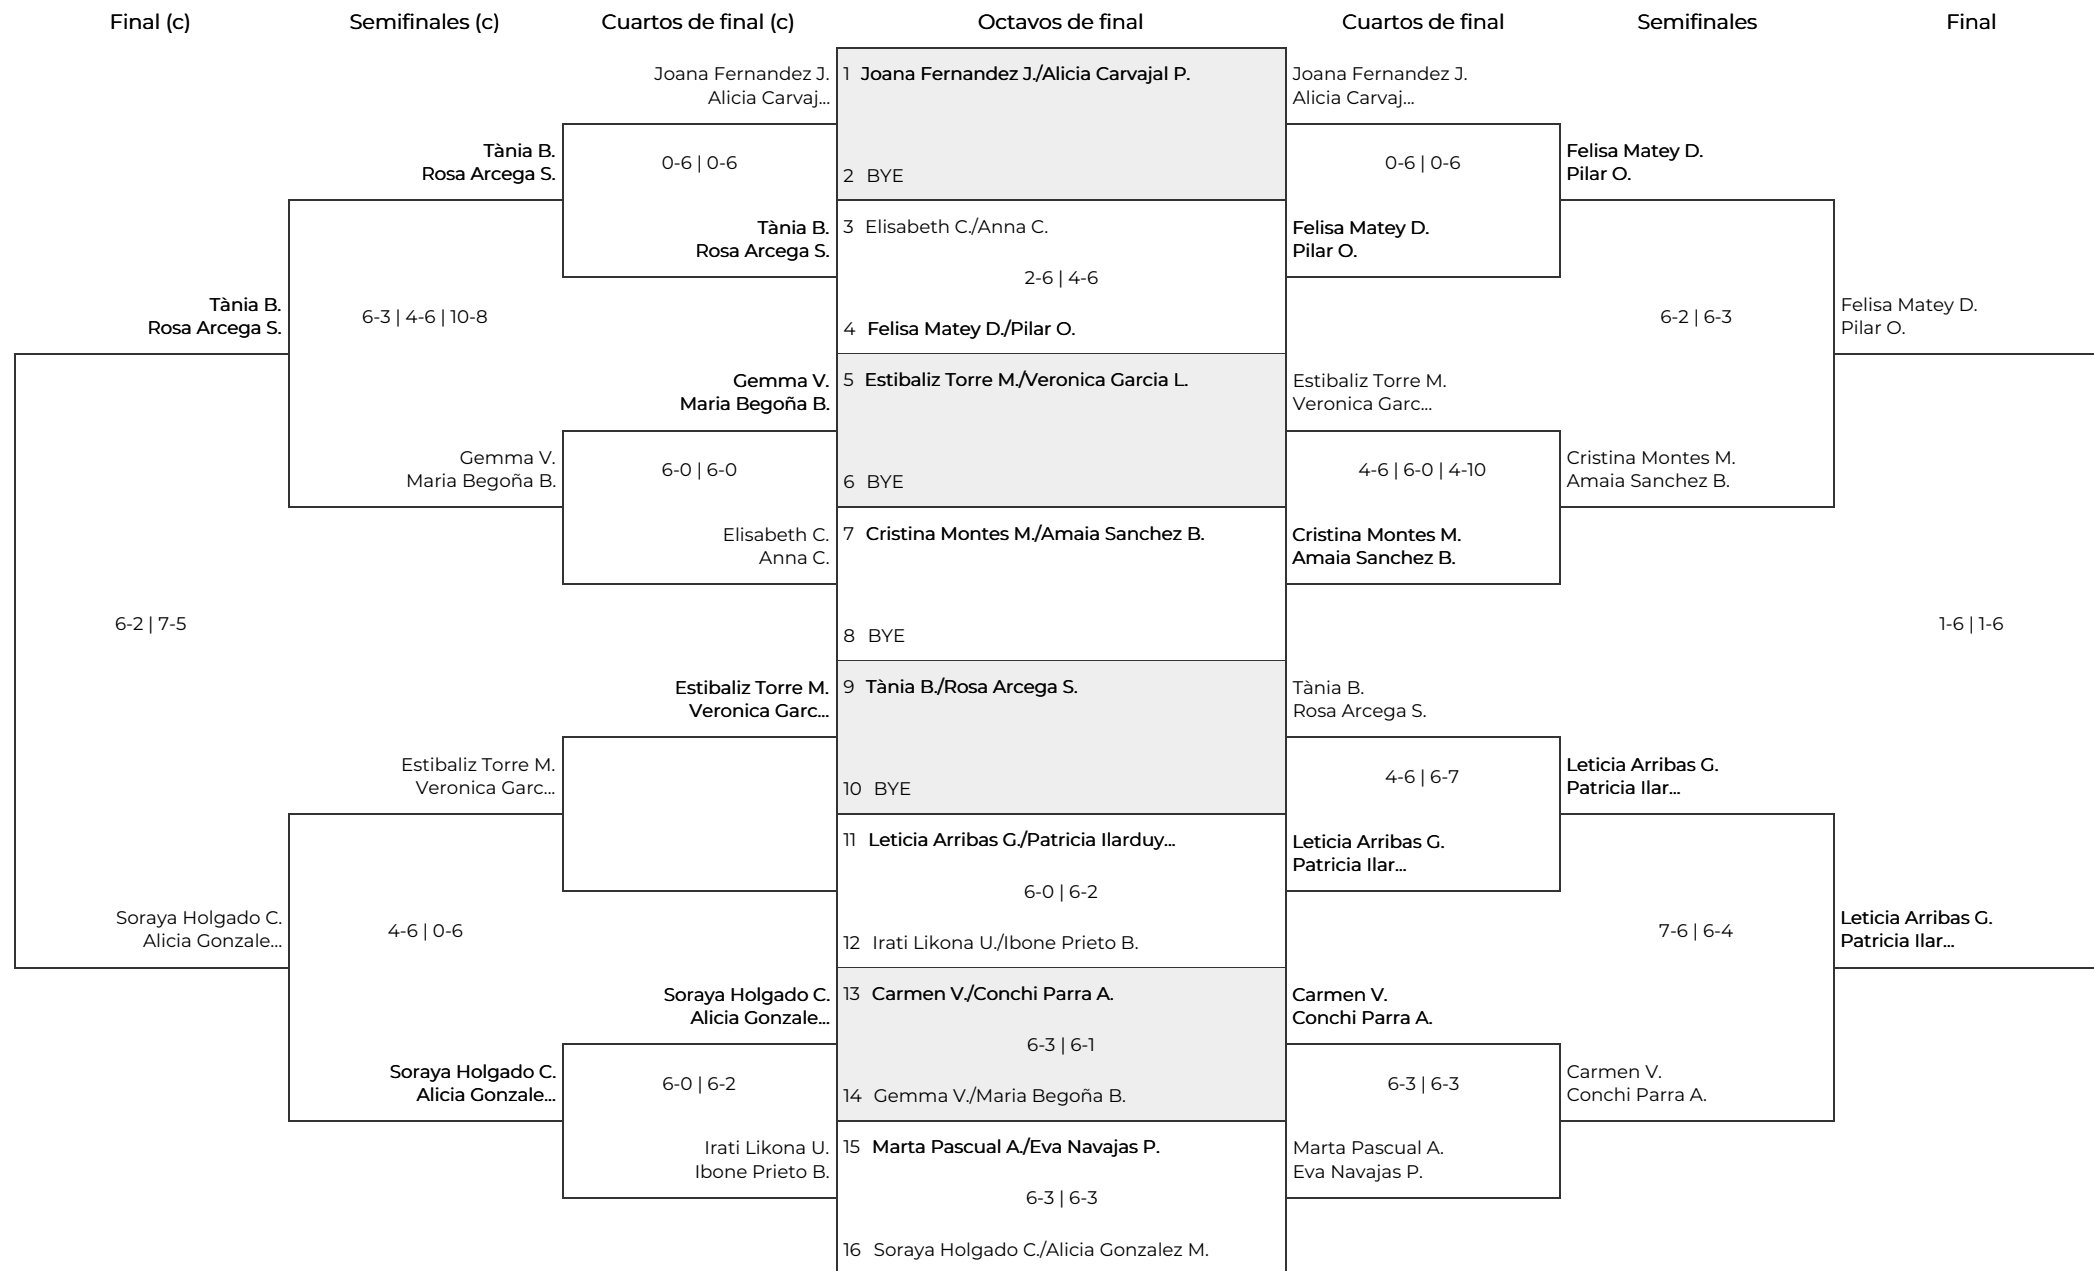 Final (c)
Semifinales (c)
Cuartos de final (c)
Octavos de final
Cuartos de final
Semifinales
Final
Tània B.
Rosa Arcega S.
6-2 | 7-5
Soraya Holgado C.
Alicia Gonzale...
Tània B.
Rosa Arcega S.
6-3 | 4-6 | 10-8
Gemma V.
Maria Begoña B.
Estibaliz Torre M.
Veronica Garc...
4-6 | 0-6
Soraya Holgado C.
Alicia Gonzale...
Joana Fernandez J.
Alicia Carvaj...
0-6 | 0-6
Tània B.
Rosa Arcega S.
Gemma V.
Maria Begoña B.
6-0 | 6-0
Elisabeth C.
Anna C.
Estibaliz Torre M.
Veronica Garc...
Soraya Holgado C.
Alicia Gonzale...
6-0 | 6-2
Irati Likona U.
Ibone Prieto B.
1 Joana Fernandez J./Alicia Carvajal P.
2 BYE
3 Elisabeth C./Anna C.
2-6 | 4-6
4 Felisa Matey D./Pilar O.
5 Estibaliz Torre M./Veronica Garcia L.
6 BYE
7 Cristina Montes M./Amaia Sanchez B.
8 BYE
9 Tània B./Rosa Arcega S.
10 BYE
11 Leticia Arribas G./Patricia Ilarduy...
6-0 | 6-2
12 Irati Likona U./Ibone Prieto B.
13 Carmen V./Conchi Parra A.
6-3 | 6-1
14 Gemma V./Maria Begoña B.
15 Marta Pascual A./Eva Navajas P.
6-3 | 6-3
16 Soraya Holgado C./Alicia Gonzalez M.
Joana Fernandez J.
Alicia Carvaj...
0-6 | 0-6
Felisa Matey D.
Pilar O.
Estibaliz Torre M.
Veronica Garc...
4-6 | 6-0 | 4-10
Cristina Montes M.
Amaia Sanchez B.
Tània B.
Rosa Arcega S.
4-6 | 6-7
Leticia Arribas G.
Patricia Ilar...
Carmen V.
Conchi Parra A.
6-3 | 6-3
Marta Pascual A.
Eva Navajas P.
Felisa Matey D.
Pilar O.
6-2 | 6-3
Cristina Montes M.
Amaia Sanchez B.
Leticia Arribas G.
Patricia Ilar...
7-6 | 6-4
Carmen V.
Conchi Parra A.
Felisa Matey D.
Pilar O.
1-6 | 1-6
Leticia Arribas G.
Patricia Ilar...